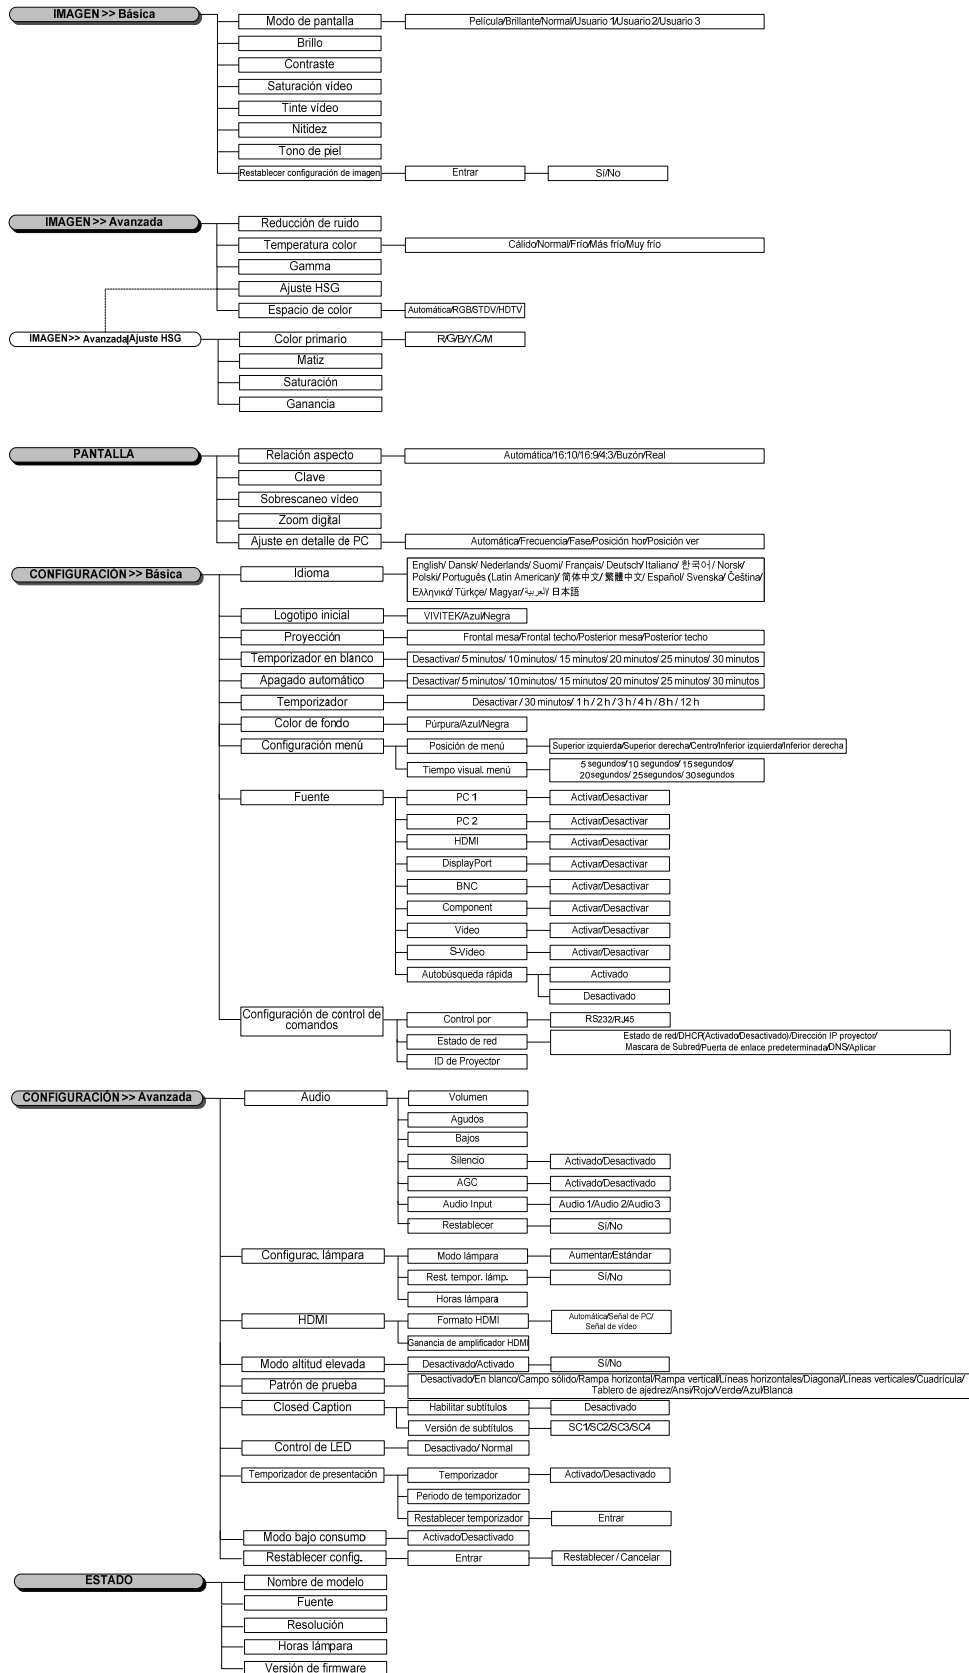 IMAGEN >> Básica
Modo de pantalla
Película/Brillante/Normal/Usuario 1/Usuario 2/Usuario 3
Brillo
Contraste
Saturación vídeo
Tinte vídeo
Nitidez
Tono de piel
Restablecer configuración de imagen
Entrar
Sí/No
IMAGEN >> Avanzada
Reducción de ruido
Temperatura color
Cálido/Normal/Frío/Más frío/Muy frío
Gamma
Ajuste HSG
Espacio de color
Automática/RGB/STDV/HDTV
IMAGEN>> Avanzada|Ajuste HSG
Color primario
R/G/B/Y/C/M
Matiz
Saturación
Ganancia
PANTALLA
Relación aspecto
Automática/16:10/16:9/4:3/Buzón/Real
Clave
Sobrescaneo vídeo
Zoom digital
Ajuste en detalle de PC
Automática/Frecuencia/Fase/Posición hor/Posición ver
CONFIGURACIÓN >> Básica
Idioma
English/ Dansk/ Nederlands/ Suomi/ Français/ Deutsch/ Italiano/ 한국어/ Norsk/
Polski/ Português (Latin American)/ 简体中文/ 繁體中文/ Español/ Svenska/ Čeština/
Ελληνικά/ Türkçe/ Magyar/ العربية/ 日本語
Logotipo inicial
VIVITEK/Azul/Negra
Proyección
Frontal mesa/Frontal techo/Posterior mesa/Posterior techo
Temporizador en blanco
Desactivar/ 5 minutos/ 10 minutos/ 15 minutos/ 20 minutos/ 25 minutos/ 30 minutos
Apagado automático
Desactivar/ 5 minutos/ 10 minutos/ 15 minutos/ 20 minutos/ 25 minutos/ 30 minutos
Temporizador
Desactivar / 30 minutos/ 1 h / 2 h / 3 h / 4 h / 8 h / 12 h
Color de fondo
Púrpura/Azul/Negra
Configuración menú
Posición de menú
Superior izquierda/Superior derecha/Centro/Inferior izquierda/Inferior derecha
Tiempo visual. menú
5 segundos/ 10 segundos/ 15 segundos/
20 segundos/ 25 segundos/ 30 segundos
Fuente
PC 1
Activar/Desactivar
PC 2
Activar/Desactivar
HDMI
Activar/Desactivar
DisplayPort
Activar/Desactivar
BNC
Activar/Desactivar
Component
Activar/Desactivar
Video
Activar/Desactivar
S-Video
Activar/Desactivar
Autobúsqueda rápida
Activado
Desactivado
Configuración de control de
comandos
Control por
RS232/RJ45
Estado de red
Estado de red/DHCP(Activado/Desactivado)/Dirección IP proyector/
Mascara de Subred/Puerta de enlace predeterminada/DNS/Aplicar
ID de Proyector
CONFIGURACIÓN >> Avanzada
Audio
Volumen
Agudos
Bajos
Silencio
Activado/Desactivado
AGC
Activado/Desactivado
Audio Input
Audio 1/Audio 2/Audio 3
Restablecer
Sí/No
Configurac. lámpara
Modo lámpara
Aumentar/Estándar
Rest. tempor. lámp.
Sí/No
Horas lámpara
HDMI
Formato HDMI
Automática/Señal de PC/
Señal de vídeo
Ganancia de amplificador HDMI
Modo altitud elevada
Desactivado/Activado
Sí/No
Patrón de prueba
Desactivado/En blanco/Campo sólido/Rampa horizontal/Rampa vertical/Líneas horizontales/Diagonal/Líneas verticales/Cuadrícula/
Tablero de ajedrez/Ansi/Rojo/Verde/Azul/Blanca
Closed Caption
Habilitar subtítulos
Desactivado
Versión de subtítulos
SC1/SC2/SC3/SC4
Control de LED
Desactivado/ Normal
Temporizador de presentación
Temporizador
Activado/Desactivado
Periodo de temporizador
Restablecer temporizador
Entrar
Modo bajo consumo
Activado/Desactivado
Restablecer config.
Entrar
Restablecer / Cancelar
ESTADO
Nombre de modelo
Fuente
Resolución
Horas lámpara
Versión de firmware